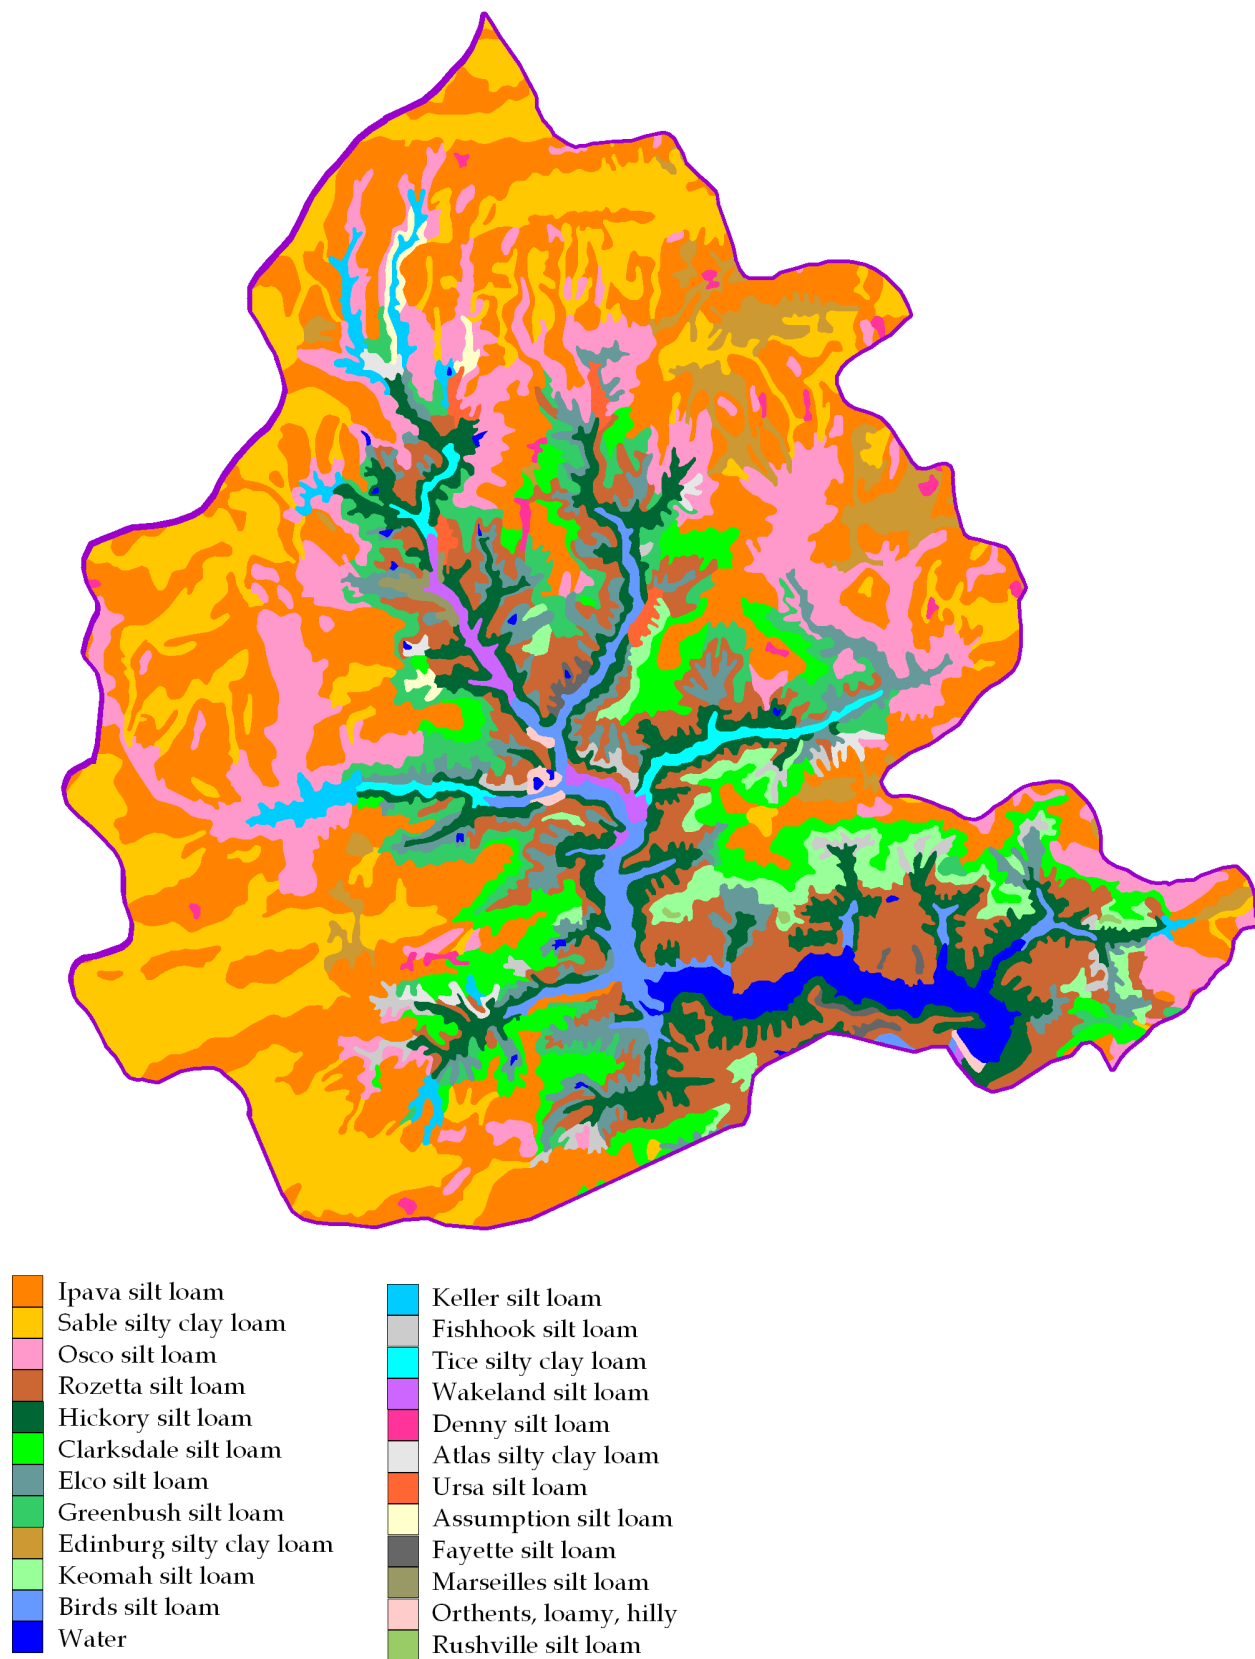 Ipava silt loam
Sable silty clay loam
Osco silt loam
Rozetta silt loam
Hickory silt loam
Clarksdale silt loam
Elco silt loam
Greenbush silt loam
Edinburg silty clay loam
Keomah silt loam
Birds silt loam
Water
Keller silt loam
Fishhook silt loam
Tice silty clay loam
Wakeland silt loam
Denny silt loam
Atlas silty clay loam
Ursa silt loam
Assumption silt loam
Fayette silt loam
Marseilles silt loam
Orthents, loamy, hilly
Rushville silt loam